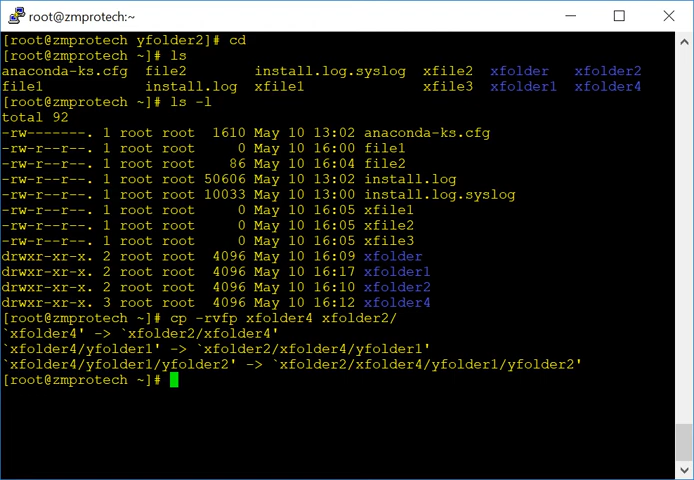 root@zmprotech:~
[root@zmprotech yfolder2]# cd
[root@zmprotech ~]# ls
anaconda-ks.cfg  file2        install.log.syslog  xfile2  xfolder   xfolder2
file1            install.log  xfile1              xfile3  xfolder1  xfolder4
[root@zmprotech ~]# ls -l
total 92
-rw-------. 1 root root  1610 May 10 13:02 anaconda-ks.cfg
-rw-r--r--. 1 root root     0 May 10 16:00 file1
-rw-r--r--. 1 root root    86 May 10 16:04 file2
-rw-r--r--. 1 root root 50606 May 10 13:02 install.log
-rw-r--r--. 1 root root 10033 May 10 13:00 install.log.syslog
-rw-r--r--. 1 root root     0 May 10 16:05 xfile1
-rw-r--r--. 1 root root     0 May 10 16:05 xfile2
-rw-r--r--. 1 root root     0 May 10 16:05 xfile3
drwxr-xr-x. 2 root root  4096 May 10 16:09 xfolder
drwxr-xr-x. 2 root root  4096 May 10 16:17 xfolder1
drwxr-xr-x. 2 root root  4096 May 10 16:10 xfolder2
drwxr-xr-x. 3 root root  4096 May 10 16:12 xfolder4
[root@zmprotech ~]# cp -rvfp xfolder4 xfolder2/
`xfolder4' -> `xfolder2/xfolder4'
`xfolder4/yfolder1' -> `xfolder2/xfolder4/yfolder1'
`xfolder4/yfolder1/yfolder2' -> `xfolder2/xfolder4/yfolder1/yfolder2'
[root@zmprotech ~]#